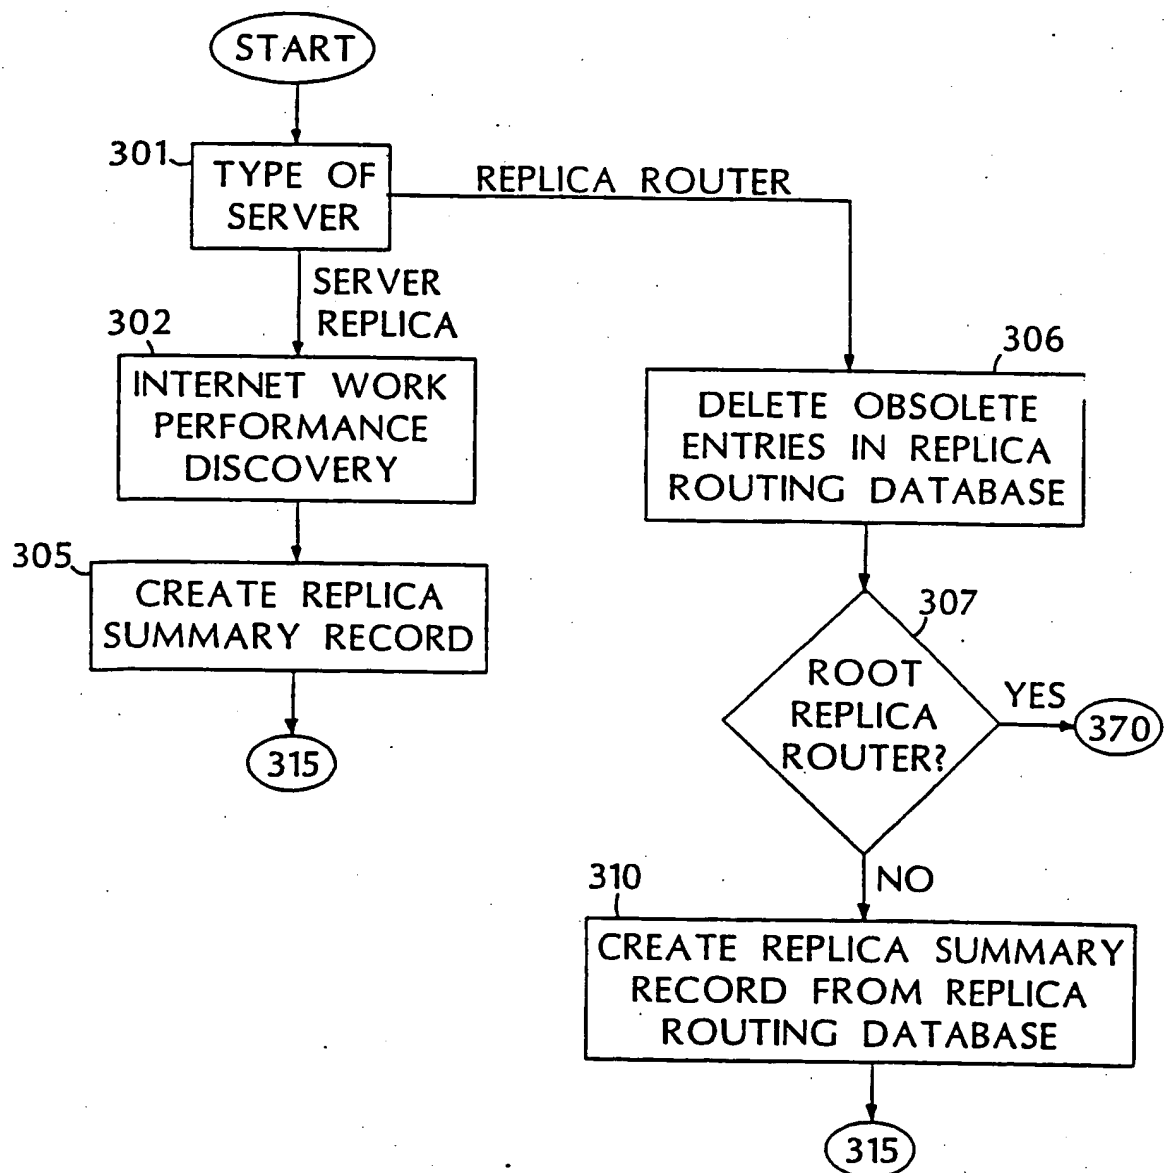 START
301
TYPE OF
SERVER
REPLICA ROUTER
SERVER
REPLICA
302
INTERNET WORK
PERFORMANCE
DISCOVERY
305
CREATE REPLICA
SUMMARY RECORD
315
306
DELETE OBSOLETE
ENTRIES IN REPLICA
ROUTING DATABASE
307
ROOT
REPLICA
ROUTER?
YES
370
NO
310
CREATE REPLICA SUMMARY
RECORD FROM REPLICA
ROUTING DATABASE
315